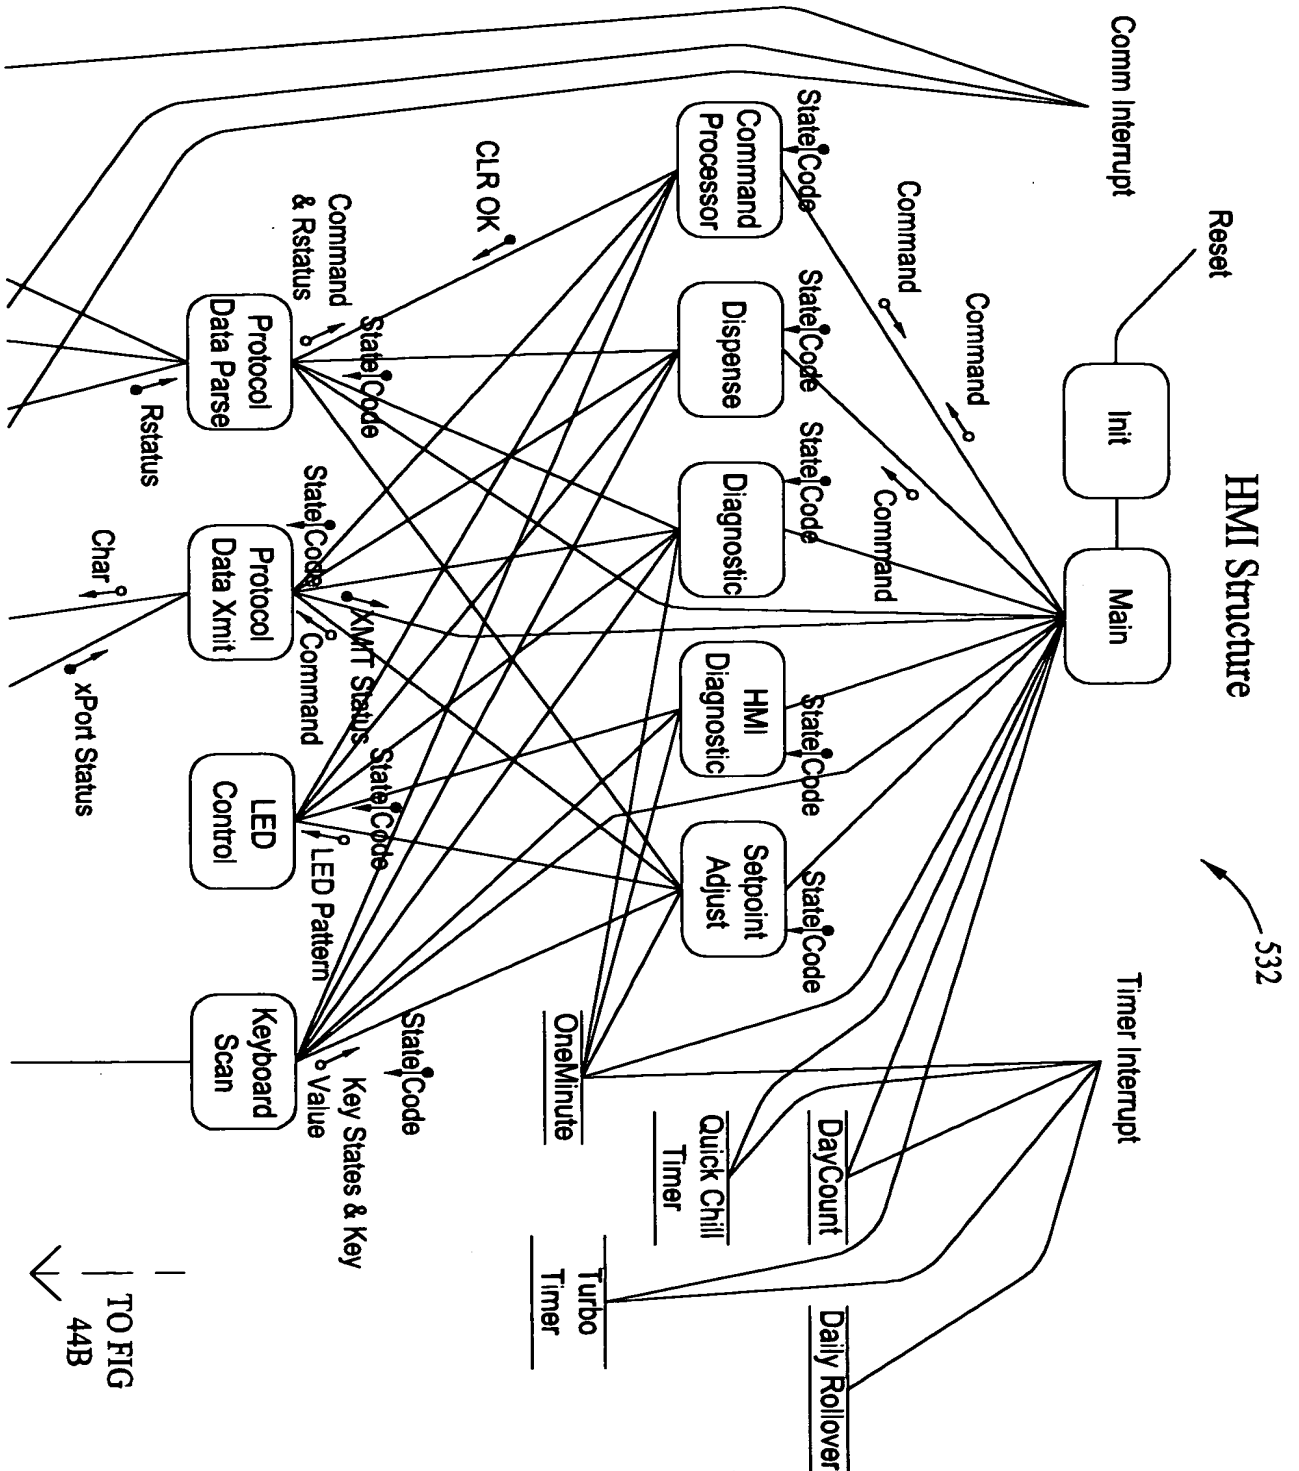 HMI Structure
532
Reset
Init
Main
Comm Interrupt
Timer Interrupt
Command
Command
Command
State Code
Command
Processor
State Code
Dispense
State Code
Diagnostic
State Code
HMI
Diagnostic
State Code
Setpoint
Adjust
DayCount
Daily Rollover
Quick Chill
Timer
OneMinute
Turbo
Timer
CLR OK
Command
& Rstatus
State Code
Protocol
Data Parse
Rstatus
State Code
XMIT Status
Command
Protocol
Data Xmit
Char
xPort Status
State Code
LED Pattern
LED
Control
State Code
Key States & Key
Value
Keyboard
Scan
TO FIG
44B